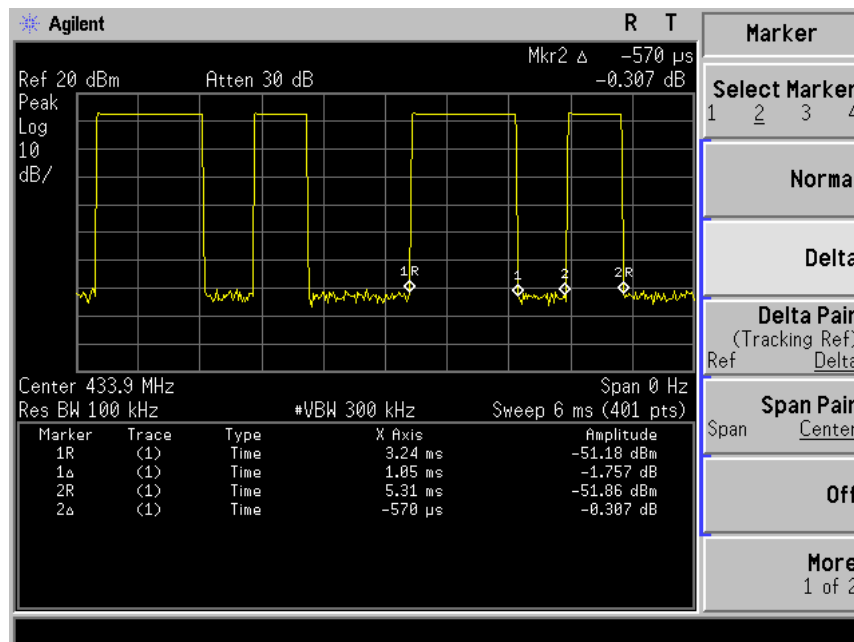 Agilent
R T
Mkr2 Δ -570 µs
Ref 20 dBm Atten 30 dB -0.307 dB
Peak
Log
10
dB/
1R 1 2 2R
Center 433.9 MHz Span 0 Hz
Res BW 100 kHz #VBW 300 kHz Sweep 6 ms (401 pts)
Marker Trace Type X Axis Amplitude
1R (1) Time 3.24 ms -51.18 dBm
1Δ (1) Time 1.05 ms -1.757 dB
2R (1) Time 5.31 ms -51.86 dBm
2Δ (1) Time -570 µs -0.307 dB
Marker
Select Marker
1 2 3 4
Norma
Delta
Delta Pair
(Tracking Ref)
Ref Delta
Span Pair
Span Center
Off
More
1 of 2